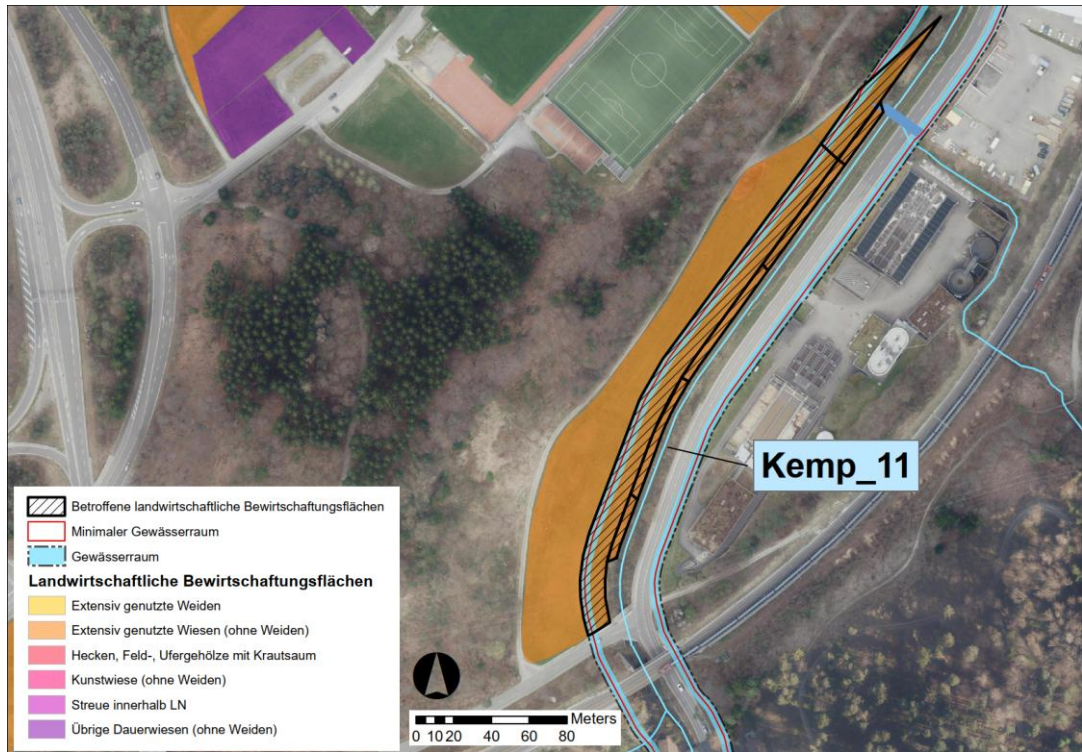 Kemp_11
Betroffene landwirtschaftliche Bewirtschaftungsflächen
Minimaler Gewässerraum
Gewässerraum
Landwirtschaftliche Bewirtschaftungsflächen
Extensiv genutzte Weiden
Extensiv genutzte Wiesen (ohne Weiden)
Hecken, Feld-, Ufergehölze mit Krautsaum
Kunstwiese (ohne Weiden)
Streue innerhalb LN
Übrige Dauerwiesen (ohne Weiden)
Meters
0 10 20 40 60 80